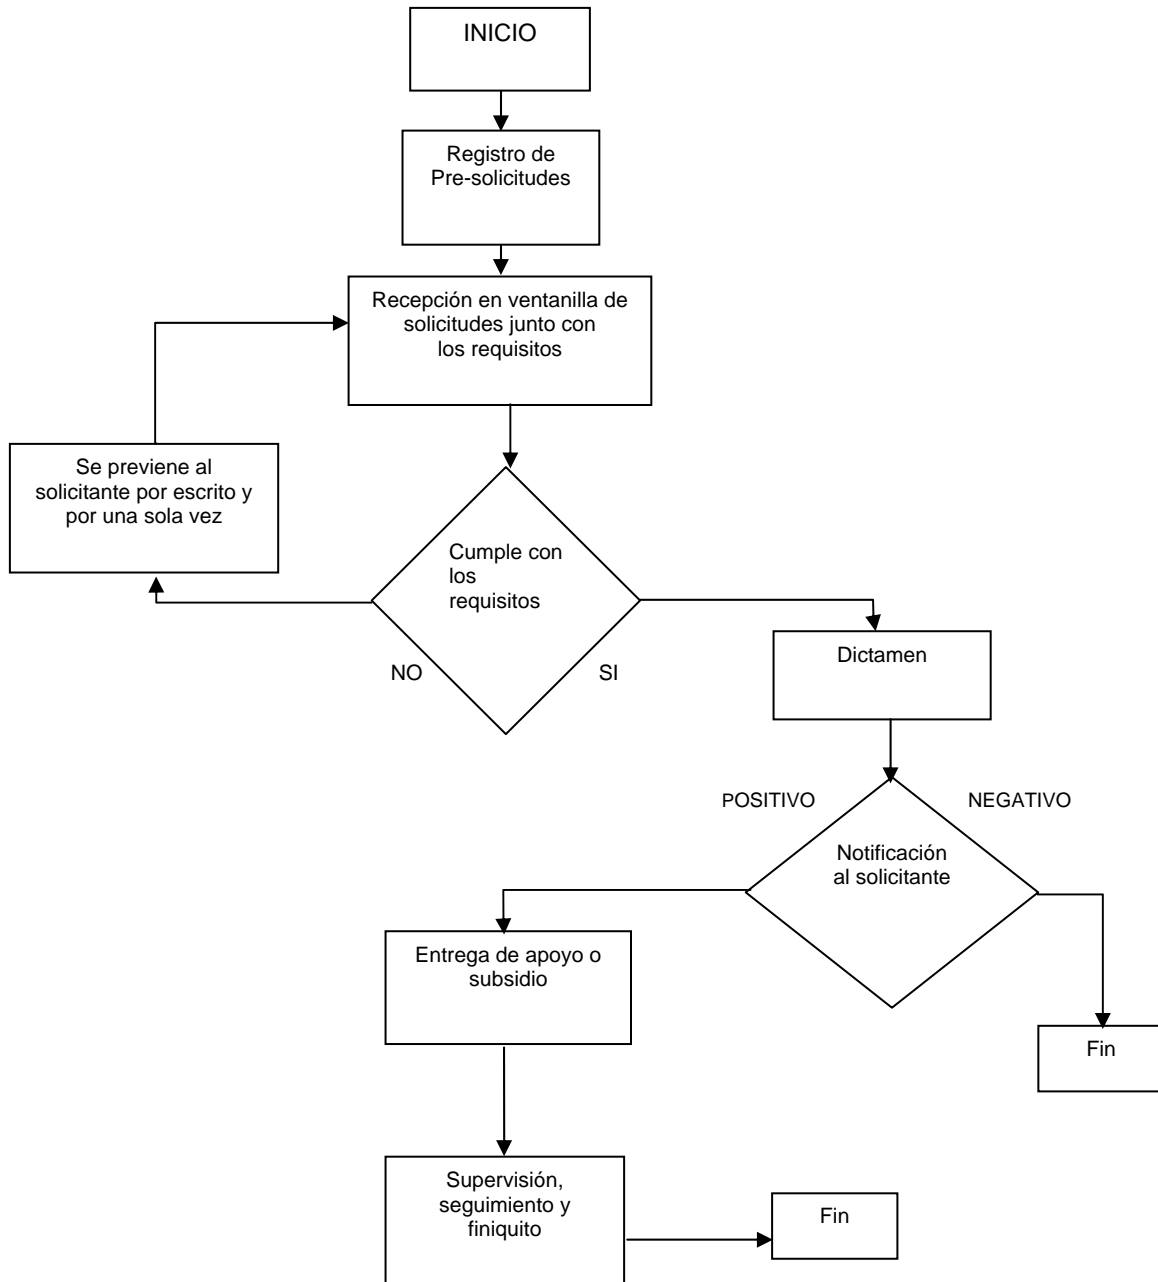 INICIO
Registro de
Pre-solicitudes
Recepción en ventanilla de
solicitudes junto con
los requisitos
Se previene al
solicitante por escrito y
por una sola vez
Cumple con
los
requisitos
NO
SI
Dictamen
POSITIVO
NEGATIVO
Notificación
al solicitante
Entrega de apoyo o
subsidio
Fin
Supervisión,
seguimiento y
finiquito
Fin